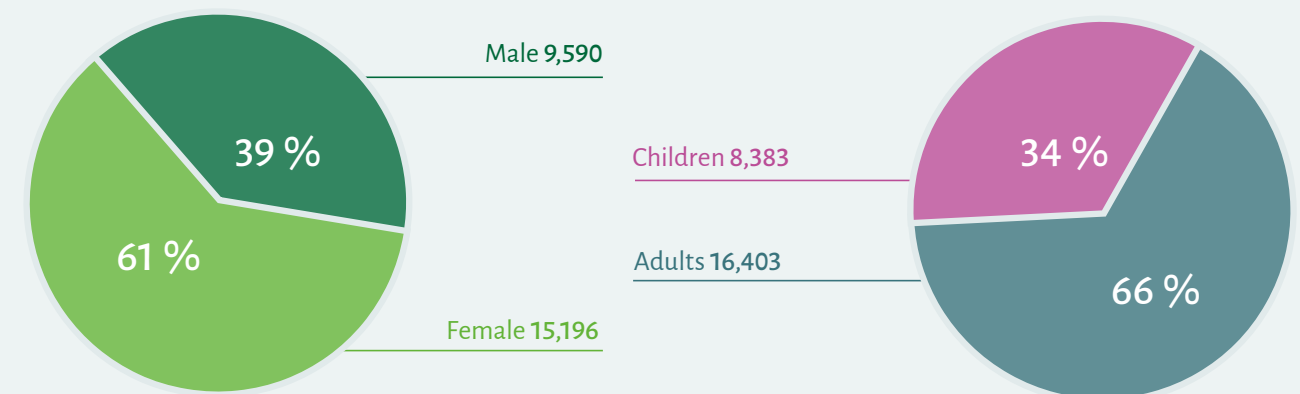 Male 9,590
39 %
61 %
Female 15,196
Children 8,383
34 %
Adults 16,403
66 %